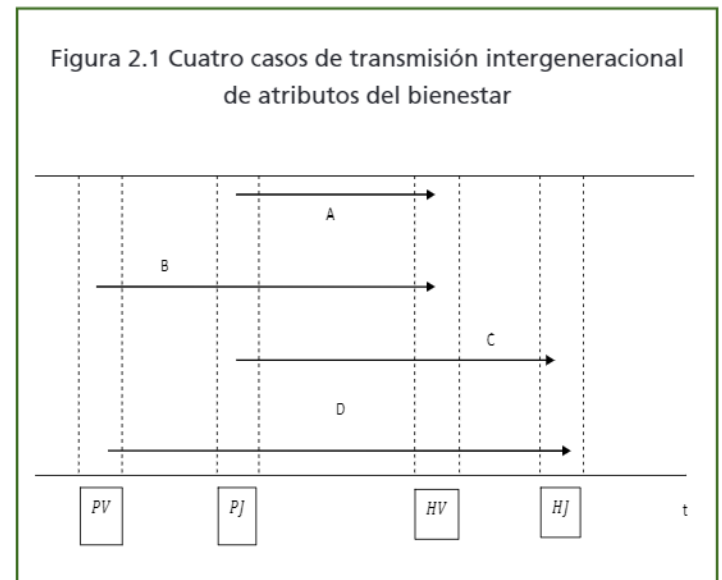 Figura 2.1 Cuatro casos de transmisión intergeneracional
de atributos del bienestar
A
B
C
D
PV PJ HV HJ t